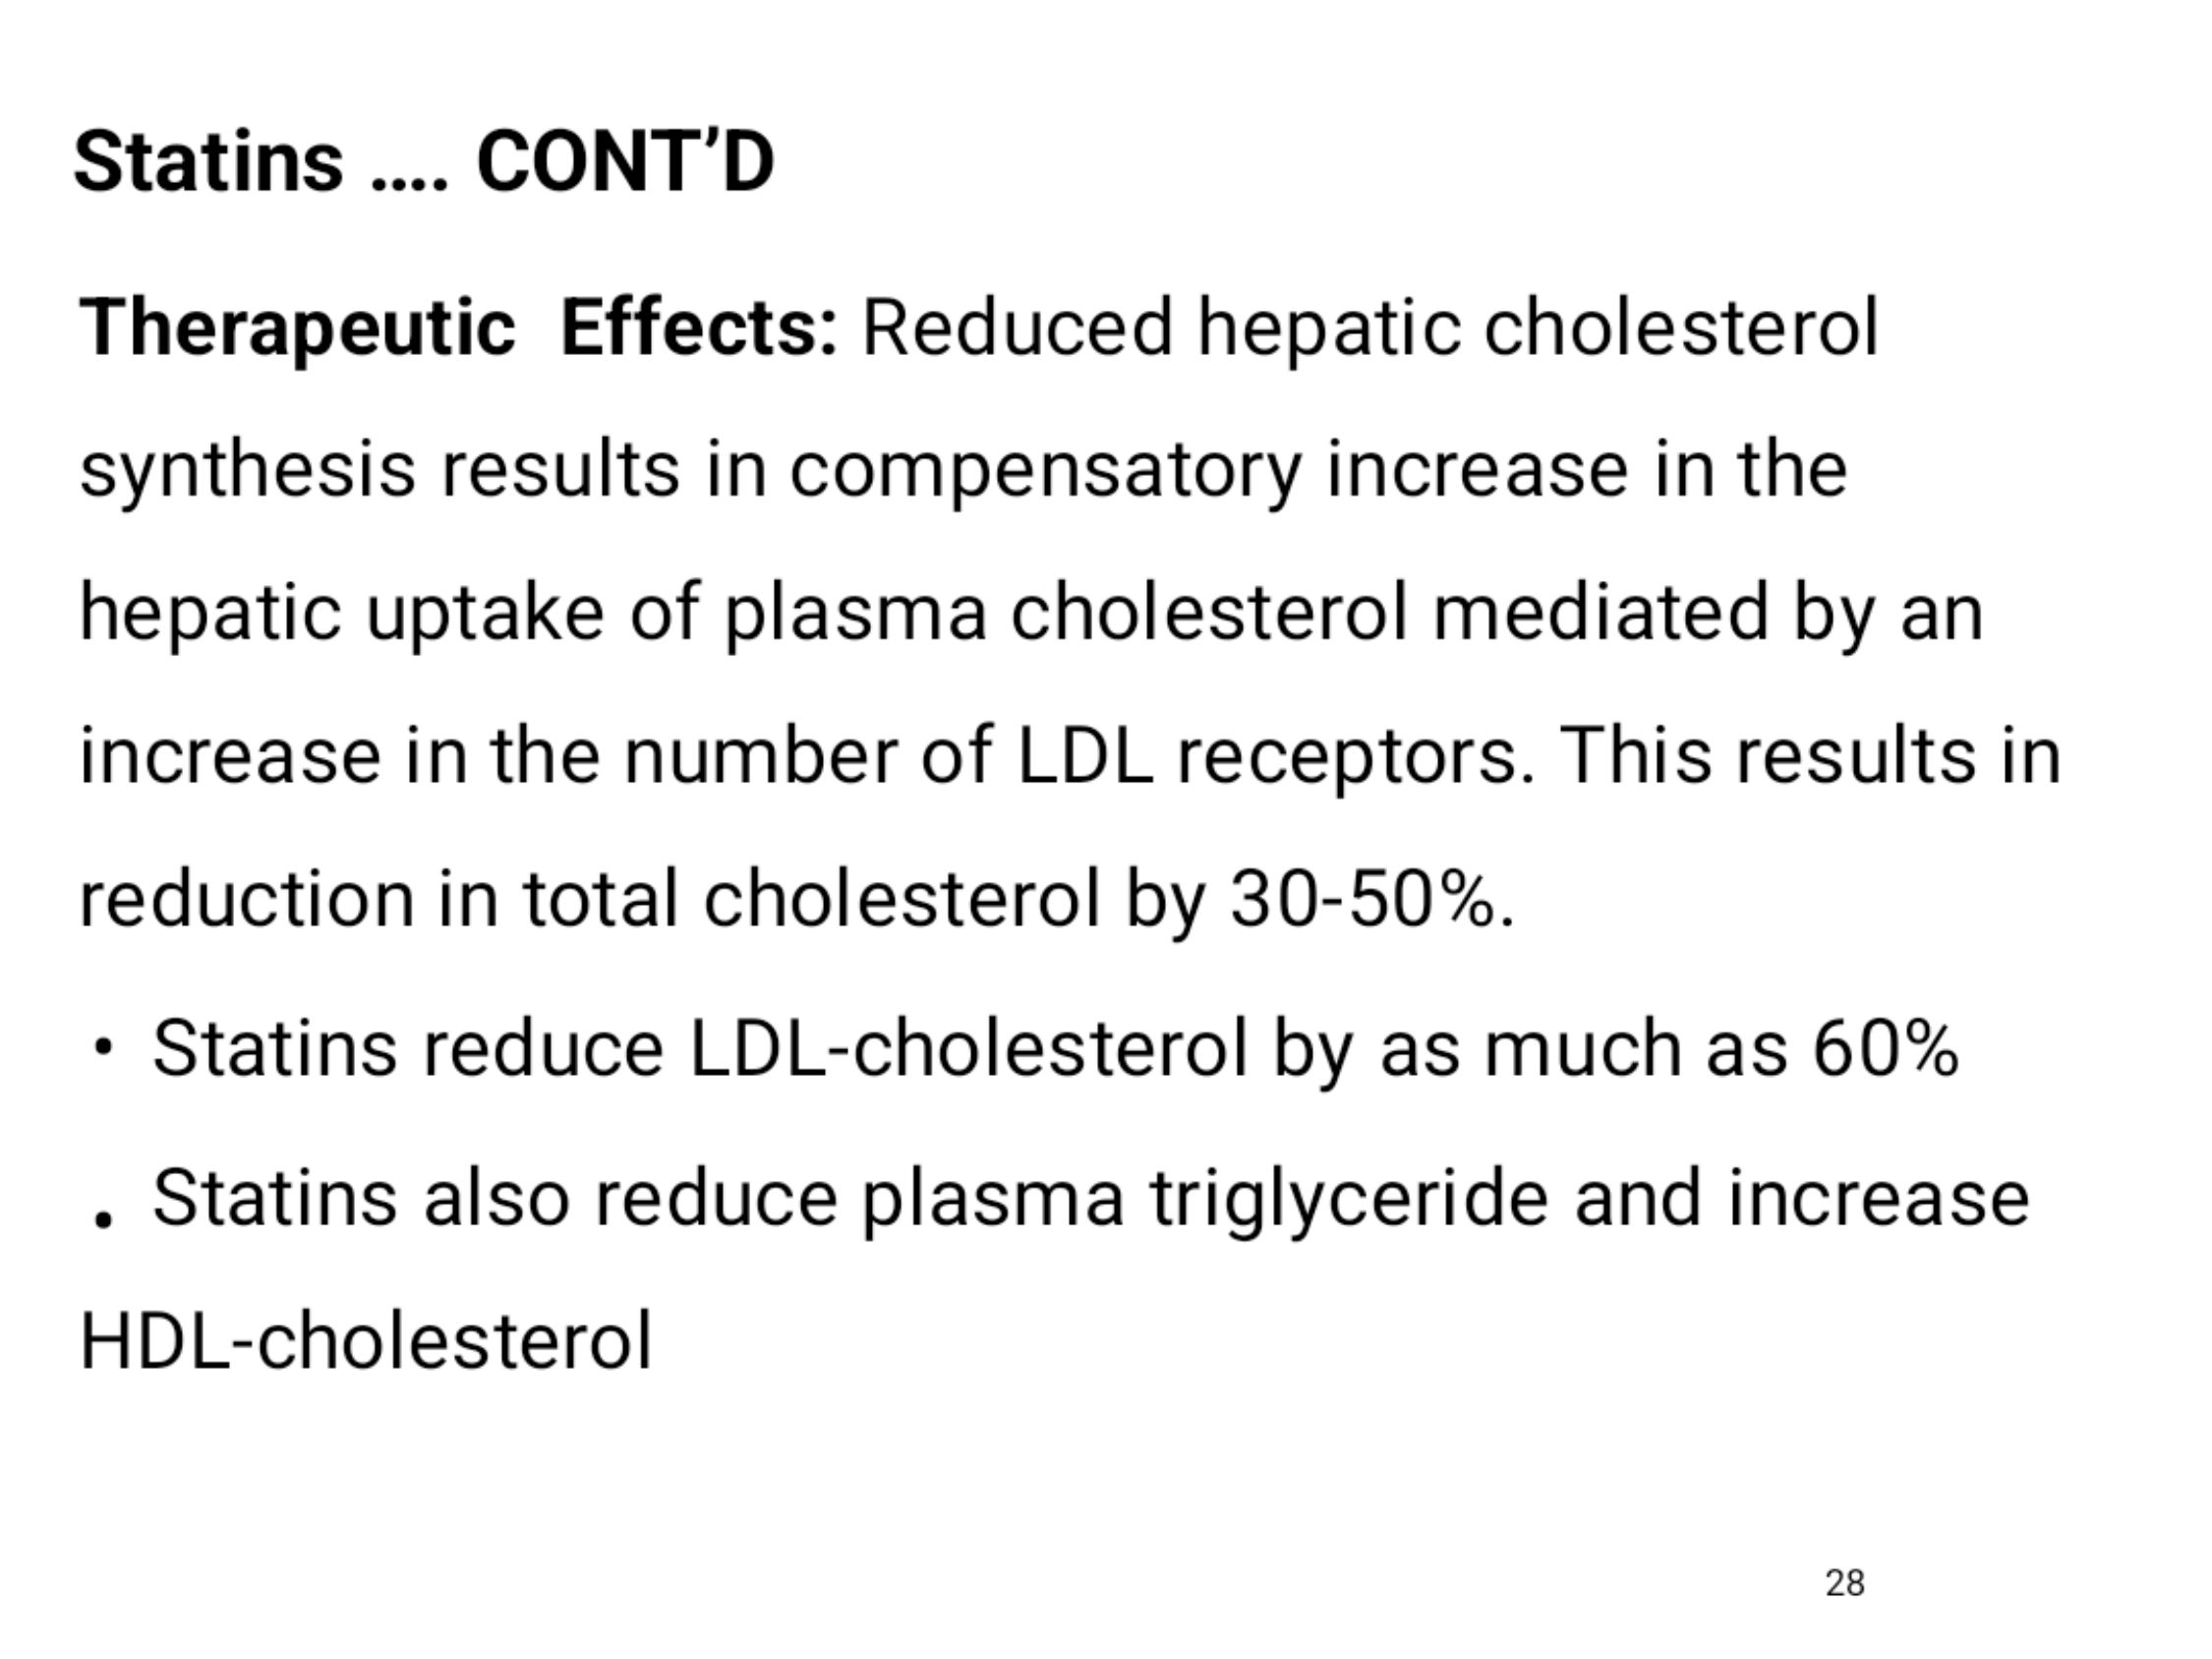 Statins .... CONT’D
Therapeutic Effects: Reduced hepatic cholesterol
synthesis results in compensatory increase in the
hepatic uptake of plasma cholesterol mediated by an
increase in the number of LDL receptors. This results in
reduction in total cholesterol by 30-50%.
• Statins reduce LDL-cholesterol by as much as 60%
• Statins also reduce plasma triglyceride and increase
HDL-cholesterol
28